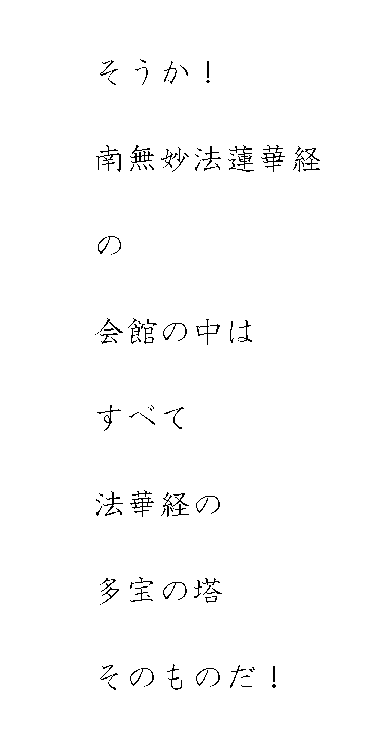 そうか！
南無妙法蓮華経
の
会館の中は
すべて
法華経の
多宝の塔
そのものだ！